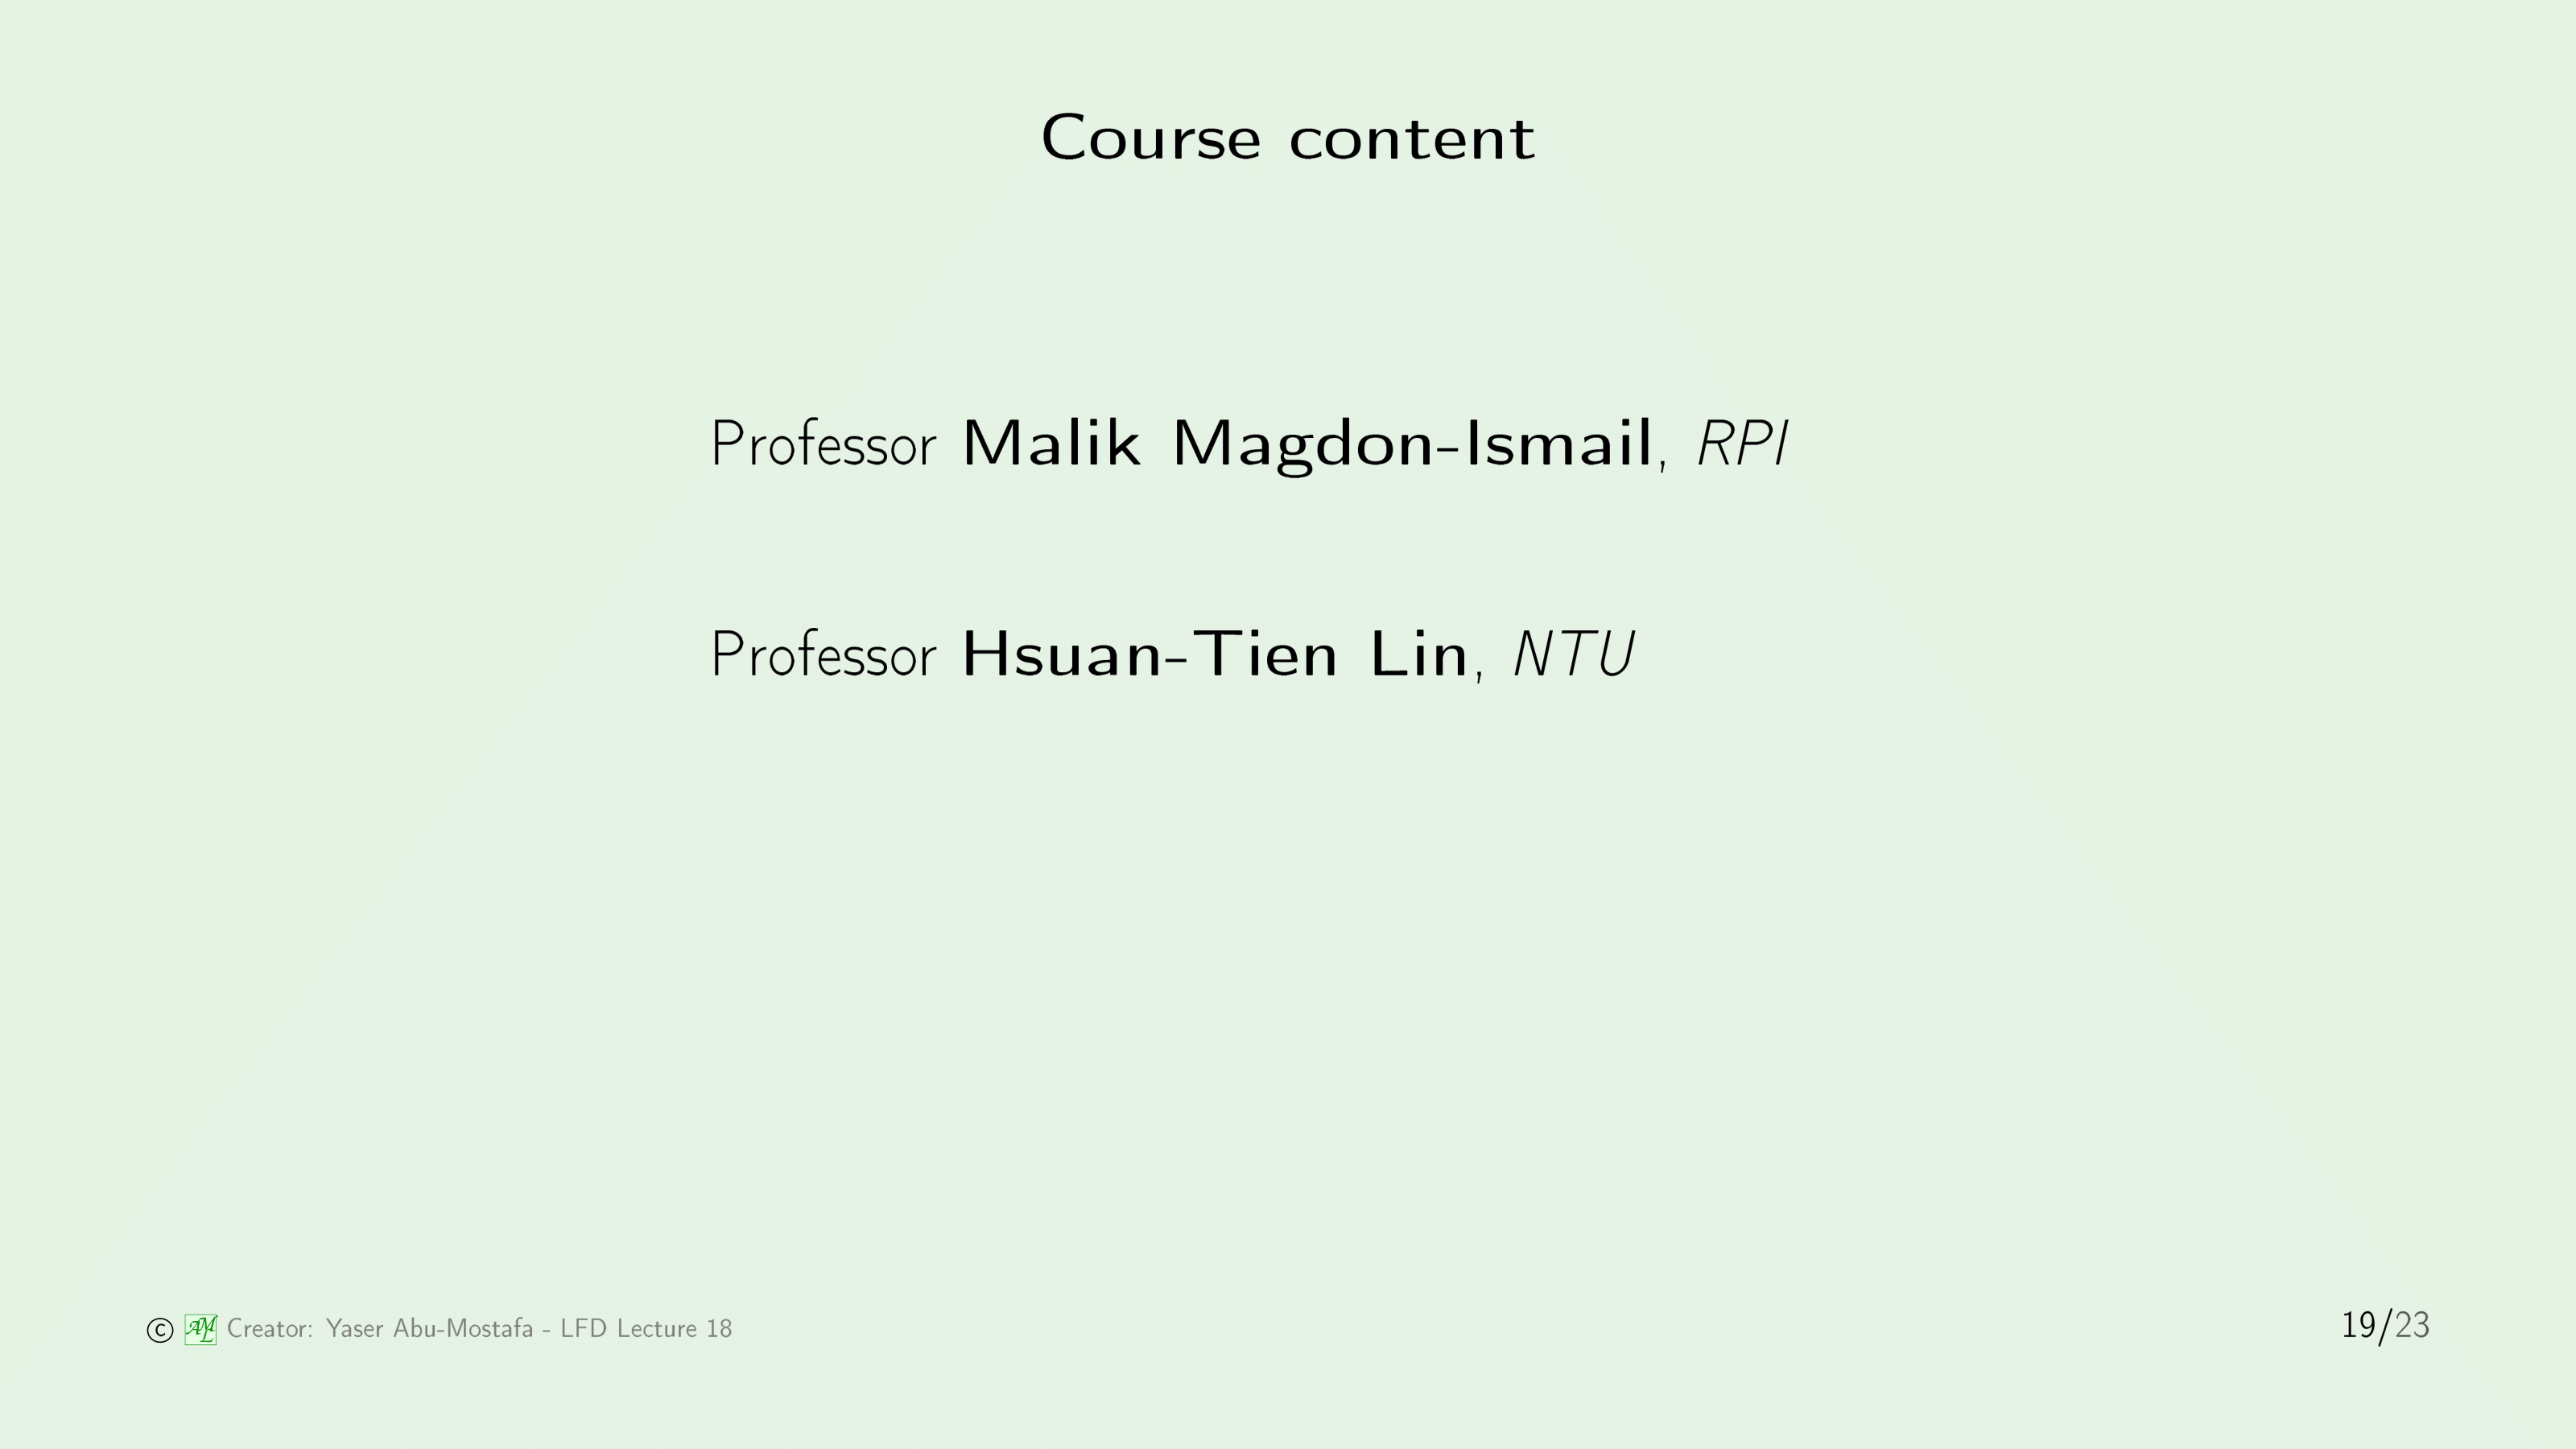 Course content
Professor Malik Magdon-Ismail, RPI
Professor Hsuan-Tien Lin, NTU
© AML Creator: Yaser Abu-Mostafa - LFD Lecture 18
19/23